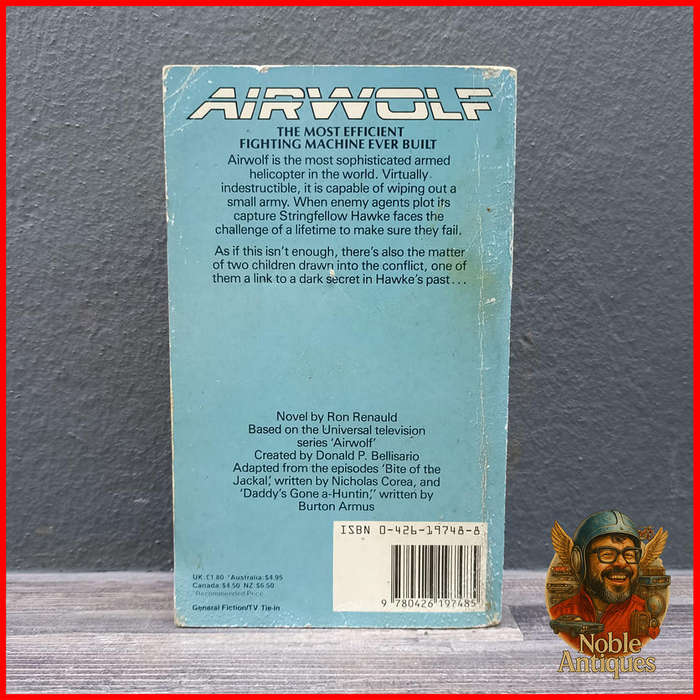 AIRWOLF
THE MOST EFFICIENT
FIGHTING MACHINE EVER BUILT
Airwolf is the most sophisticated armed
helicopter in the world. Virtually
indestructible, it is capable of wiping out a
small army. When enemy agents plot its
capture Stringfellow Hawke faces the
challenge of a lifetime to make sure they fail.
As if this isn't enough, there's also the matter
of two children drawn into the conflict, one of
them a link to a dark secret in Hawke's past...
Novel by Ron Renauld
Based on the Universal television
series 'Airwolf'
Created by Donald P. Bellisario
Adapted from the episodes 'Bite of the
Jackal,' written by Nicholas Corea, and
'Daddy's Gone a-Huntin,'' written by
Burton Armus
ISBN 0-426-19748-8
9 780426 197485
UK: £1.80 *Australia: $4.95
Canada: $4.50 NZ: $6.50
*Recommended Price
General Fiction/TV Tie-in
Noble
Antiques